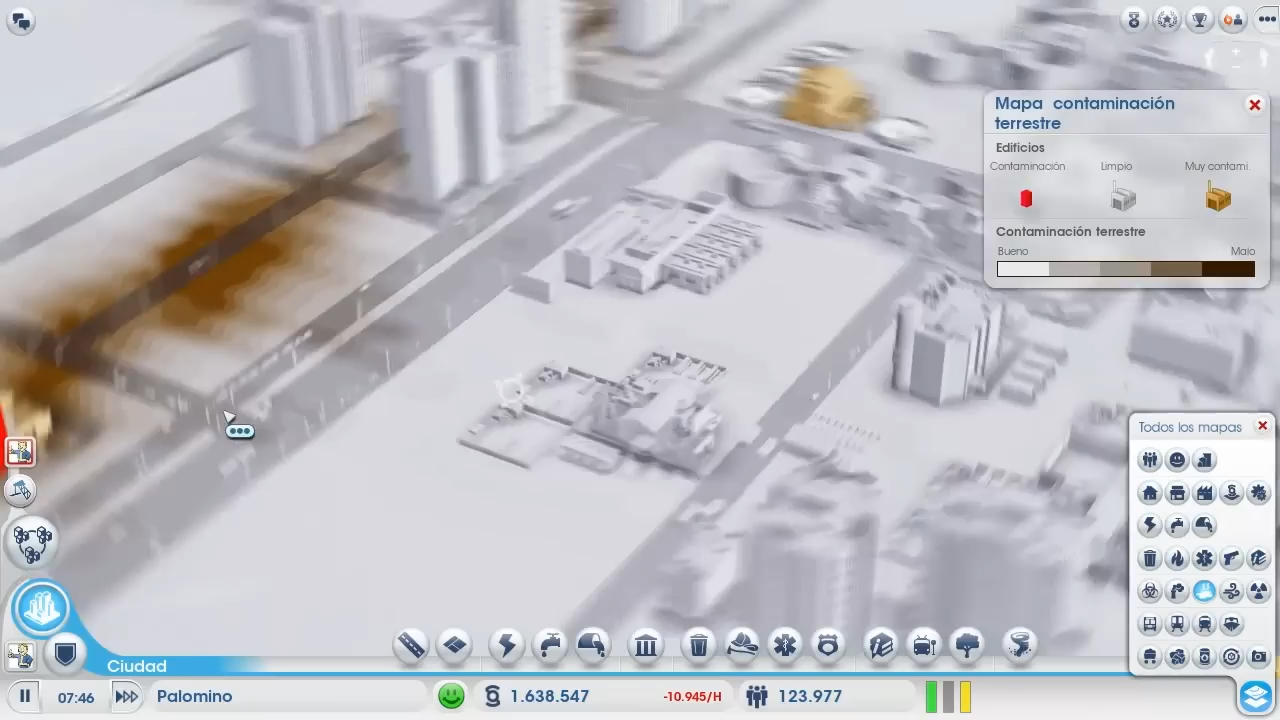 Mapa contaminación
terrestre
Edificios
Contaminación Limpio Muy contami.
Contaminación terrestre
Bueno Malo
Todos los mapas
Ciudad
07:46 Palomino 1.638.547 -10.945/H 123.977